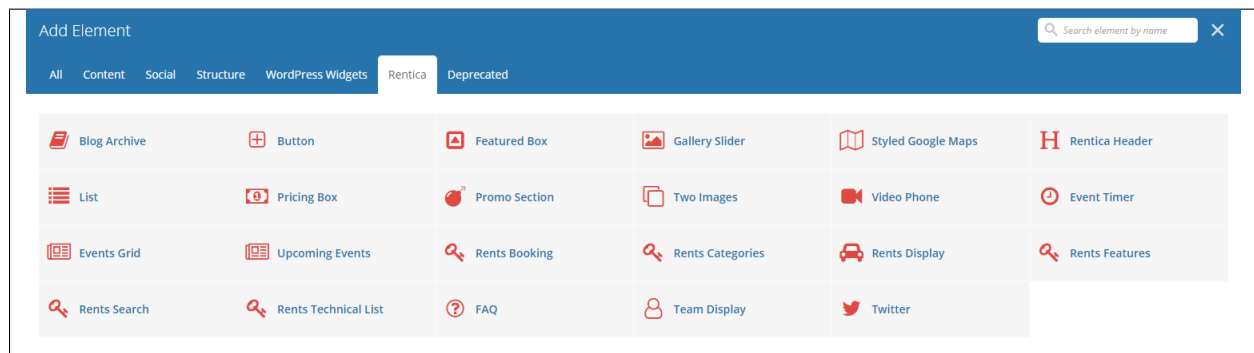 Add Element
Search element by name
All Content Social Structure WordPress Widgets Rentica Deprecated
Blog Archive Button Featured Box Gallery Slider Styled Google Maps Rentica Header
List Pricing Box Promo Section Two Images Video Phone Event Timer
Events Grid Upcoming Events Rents Booking Rents Categories Rents Display Rents Features
Rents Search Rents Technical List FAQ Team Display Twitter